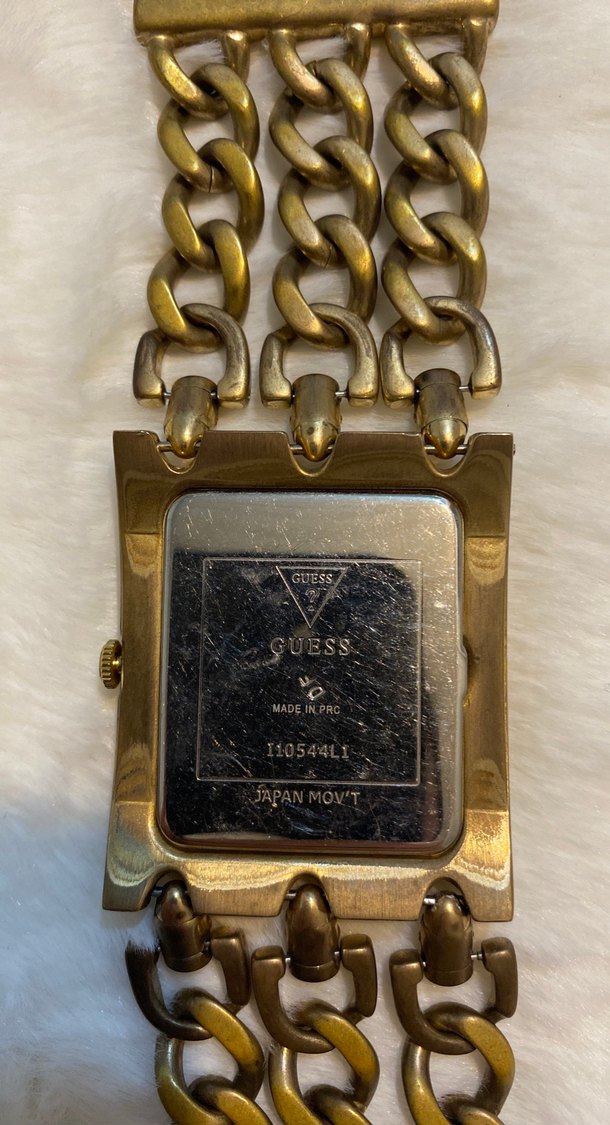 GUESS
?
GUESS
MADE IN PRC
I10544L1
JAPAN MOV'T